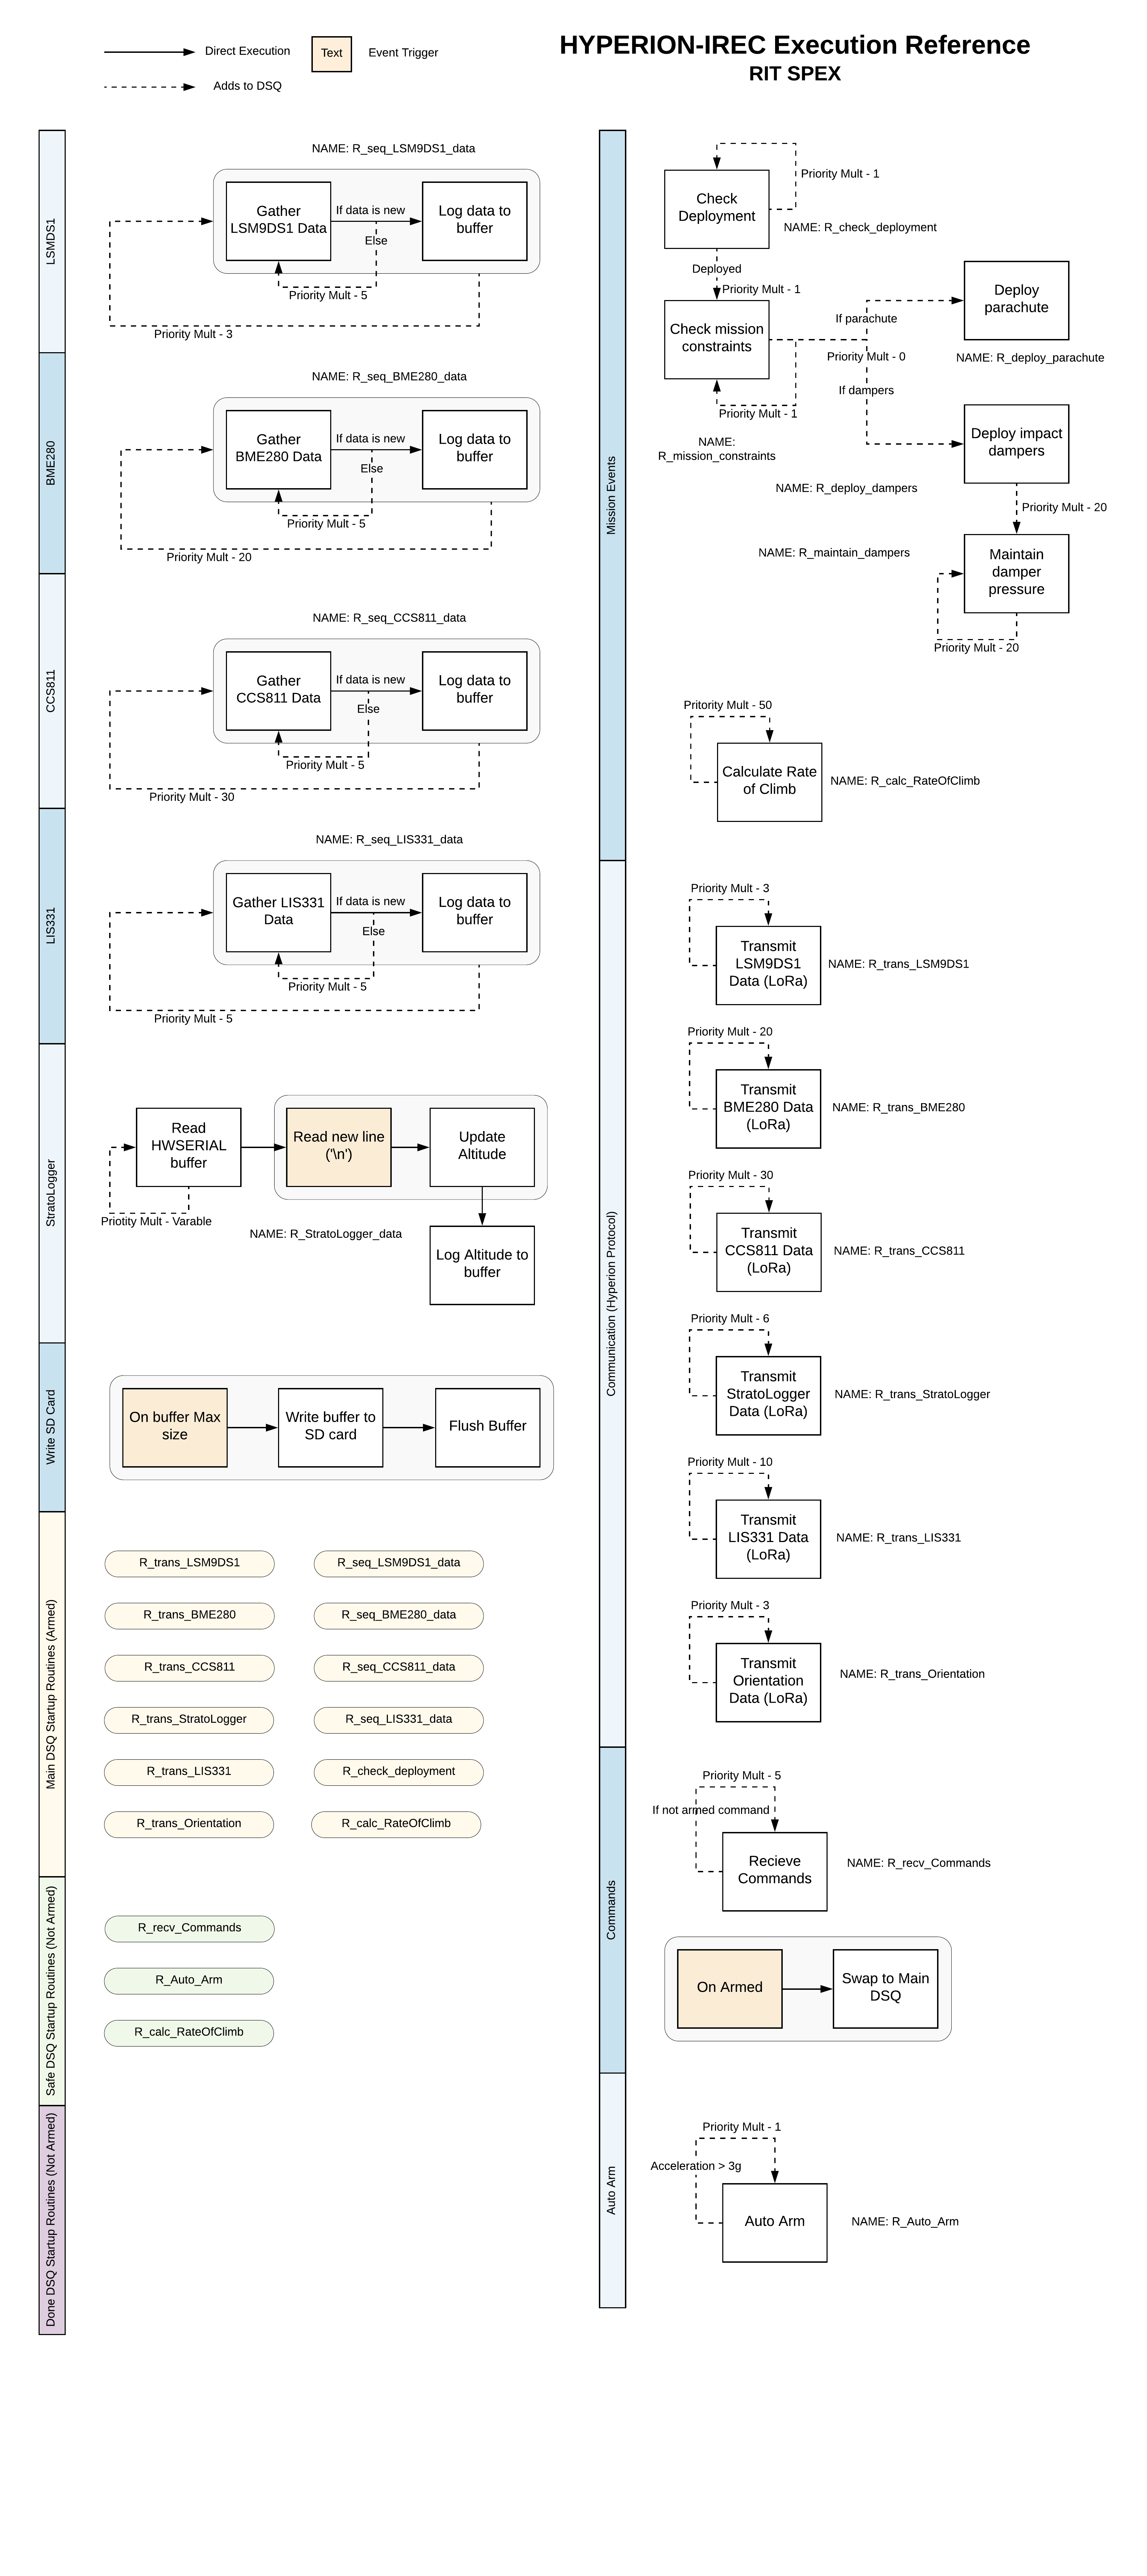 HYPERION-IREC Execution Reference
RIT SPEX
Direct Execution
Text
Event Trigger
Adds to DSQ
LSMDS1
NAME: R_seq_LSM9DS1_data
Gather
LSM9DS1 Data
If data is new
Else
Log data to
buffer
Priority Mult - 5
Priority Mult - 3
BME280
NAME: R_seq_BME280_data
Gather
BME280 Data
If data is new
Else
Log data to
buffer
Priority Mult - 5
Priority Mult - 20
CCS811
NAME: R_seq_CCS811_data
Gather
CCS811 Data
If data is new
Else
Log data to
buffer
Priority Mult - 5
Priority Mult - 30
LIS331
NAME: R_seq_LIS331_data
Gather LIS331
Data
If data is new
Else
Log data to
buffer
Priority Mult - 5
Priority Mult - 5
StratoLogger
Read
HWSERIAL
buffer
Read new line
('\n')
Update
Altitude
Priotity Mult - Varable
NAME: R_StratoLogger_data
Log Altitude to
buffer
Write SD Card
On buffer Max
size
Write buffer to
SD card
Flush Buffer
Main DSQ Startup Routines (Armed)
R_trans_LSM9DS1
R_seq_LSM9DS1_data
R_trans_BME280
R_seq_BME280_data
R_trans_CCS811
R_seq_CCS811_data
R_trans_StratoLogger
R_seq_LIS331_data
R_trans_LIS331
R_check_deployment
R_trans_Orientation
R_calc_RateOfClimb
Safe DSQ Startup Routines (Not Armed)
R_recv_Commands
R_Auto_Arm
R_calc_RateOfClimb
Done DSQ Startup Routines (Not Armed)
Mission Events
Check
Deployment
Priority Mult - 1
NAME: R_check_deployment
Deployed
Priority Mult - 1
Check mission
constraints
Priority Mult - 1
NAME:
R_mission_constraints
If parachute
Priority Mult - 0
If dampers
Deploy
parachute
NAME: R_deploy_parachute
Deploy impact
dampers
NAME: R_deploy_dampers
Priority Mult - 20
NAME: R_maintain_dampers
Maintain
damper
pressure
Priority Mult - 20
Pritority Mult - 50
Calculate Rate
of Climb
NAME: R_calc_RateOfClimb
Communication (Hyperion Protocol)
Priority Mult - 3
Transmit
LSM9DS1
Data (LoRa)
NAME: R_trans_LSM9DS1
Priority Mult - 20
Transmit
BME280 Data
(LoRa)
NAME: R_trans_BME280
Priority Mult - 30
Transmit
CCS811 Data
(LoRa)
NAME: R_trans_CCS811
Priority Mult - 6
Transmit
StratoLogger
Data (LoRa)
NAME: R_trans_StratoLogger
Priority Mult - 10
Transmit
LIS331 Data
(LoRa)
NAME: R_trans_LIS331
Priority Mult - 3
Transmit
Orientation
Data (LoRa)
NAME: R_trans_Orientation
Commands
Priority Mult - 5
If not armed command
Recieve
Commands
NAME: R_recv_Commands
On Armed
Swap to Main
DSQ
Auto Arm
Priority Mult - 1
Acceleration > 3g
Auto Arm
NAME: R_Auto_Arm